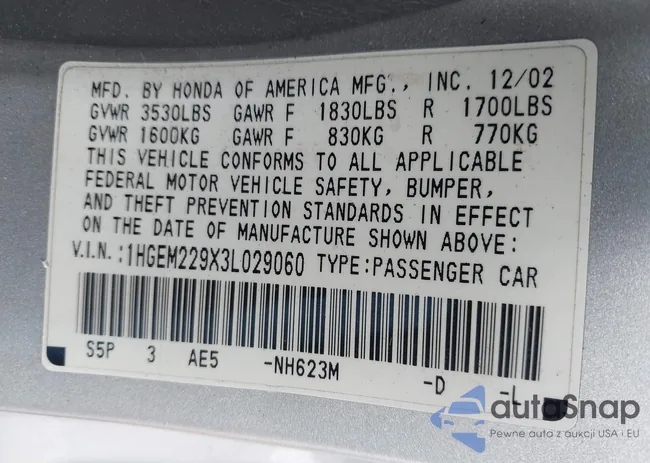 MFD. BY HONDA OF AMERICA MFG., INC. 12/02
GVWR 3530LBS GAWR F 1830LBS R 1700LBS
GVWR 1600KG GAWR F 830KG R 770KG
THIS VEHICLE CONFORMS TO ALL APPLICABLE
FEDERAL MOTOR VEHICLE SAFETY, BUMPER,
AND THEFT PREVENTION STANDARDS IN EFFECT
ON THE DATE OF MANUFACTURE SHOWN ABOVE:
V.I.N.:1HGEM229X3L029060 TYPE:PASSENGER CAR
S5P 3 AE5 -NH623M -D -L
autoSnap
Pewne auta z aukcji USA i EU